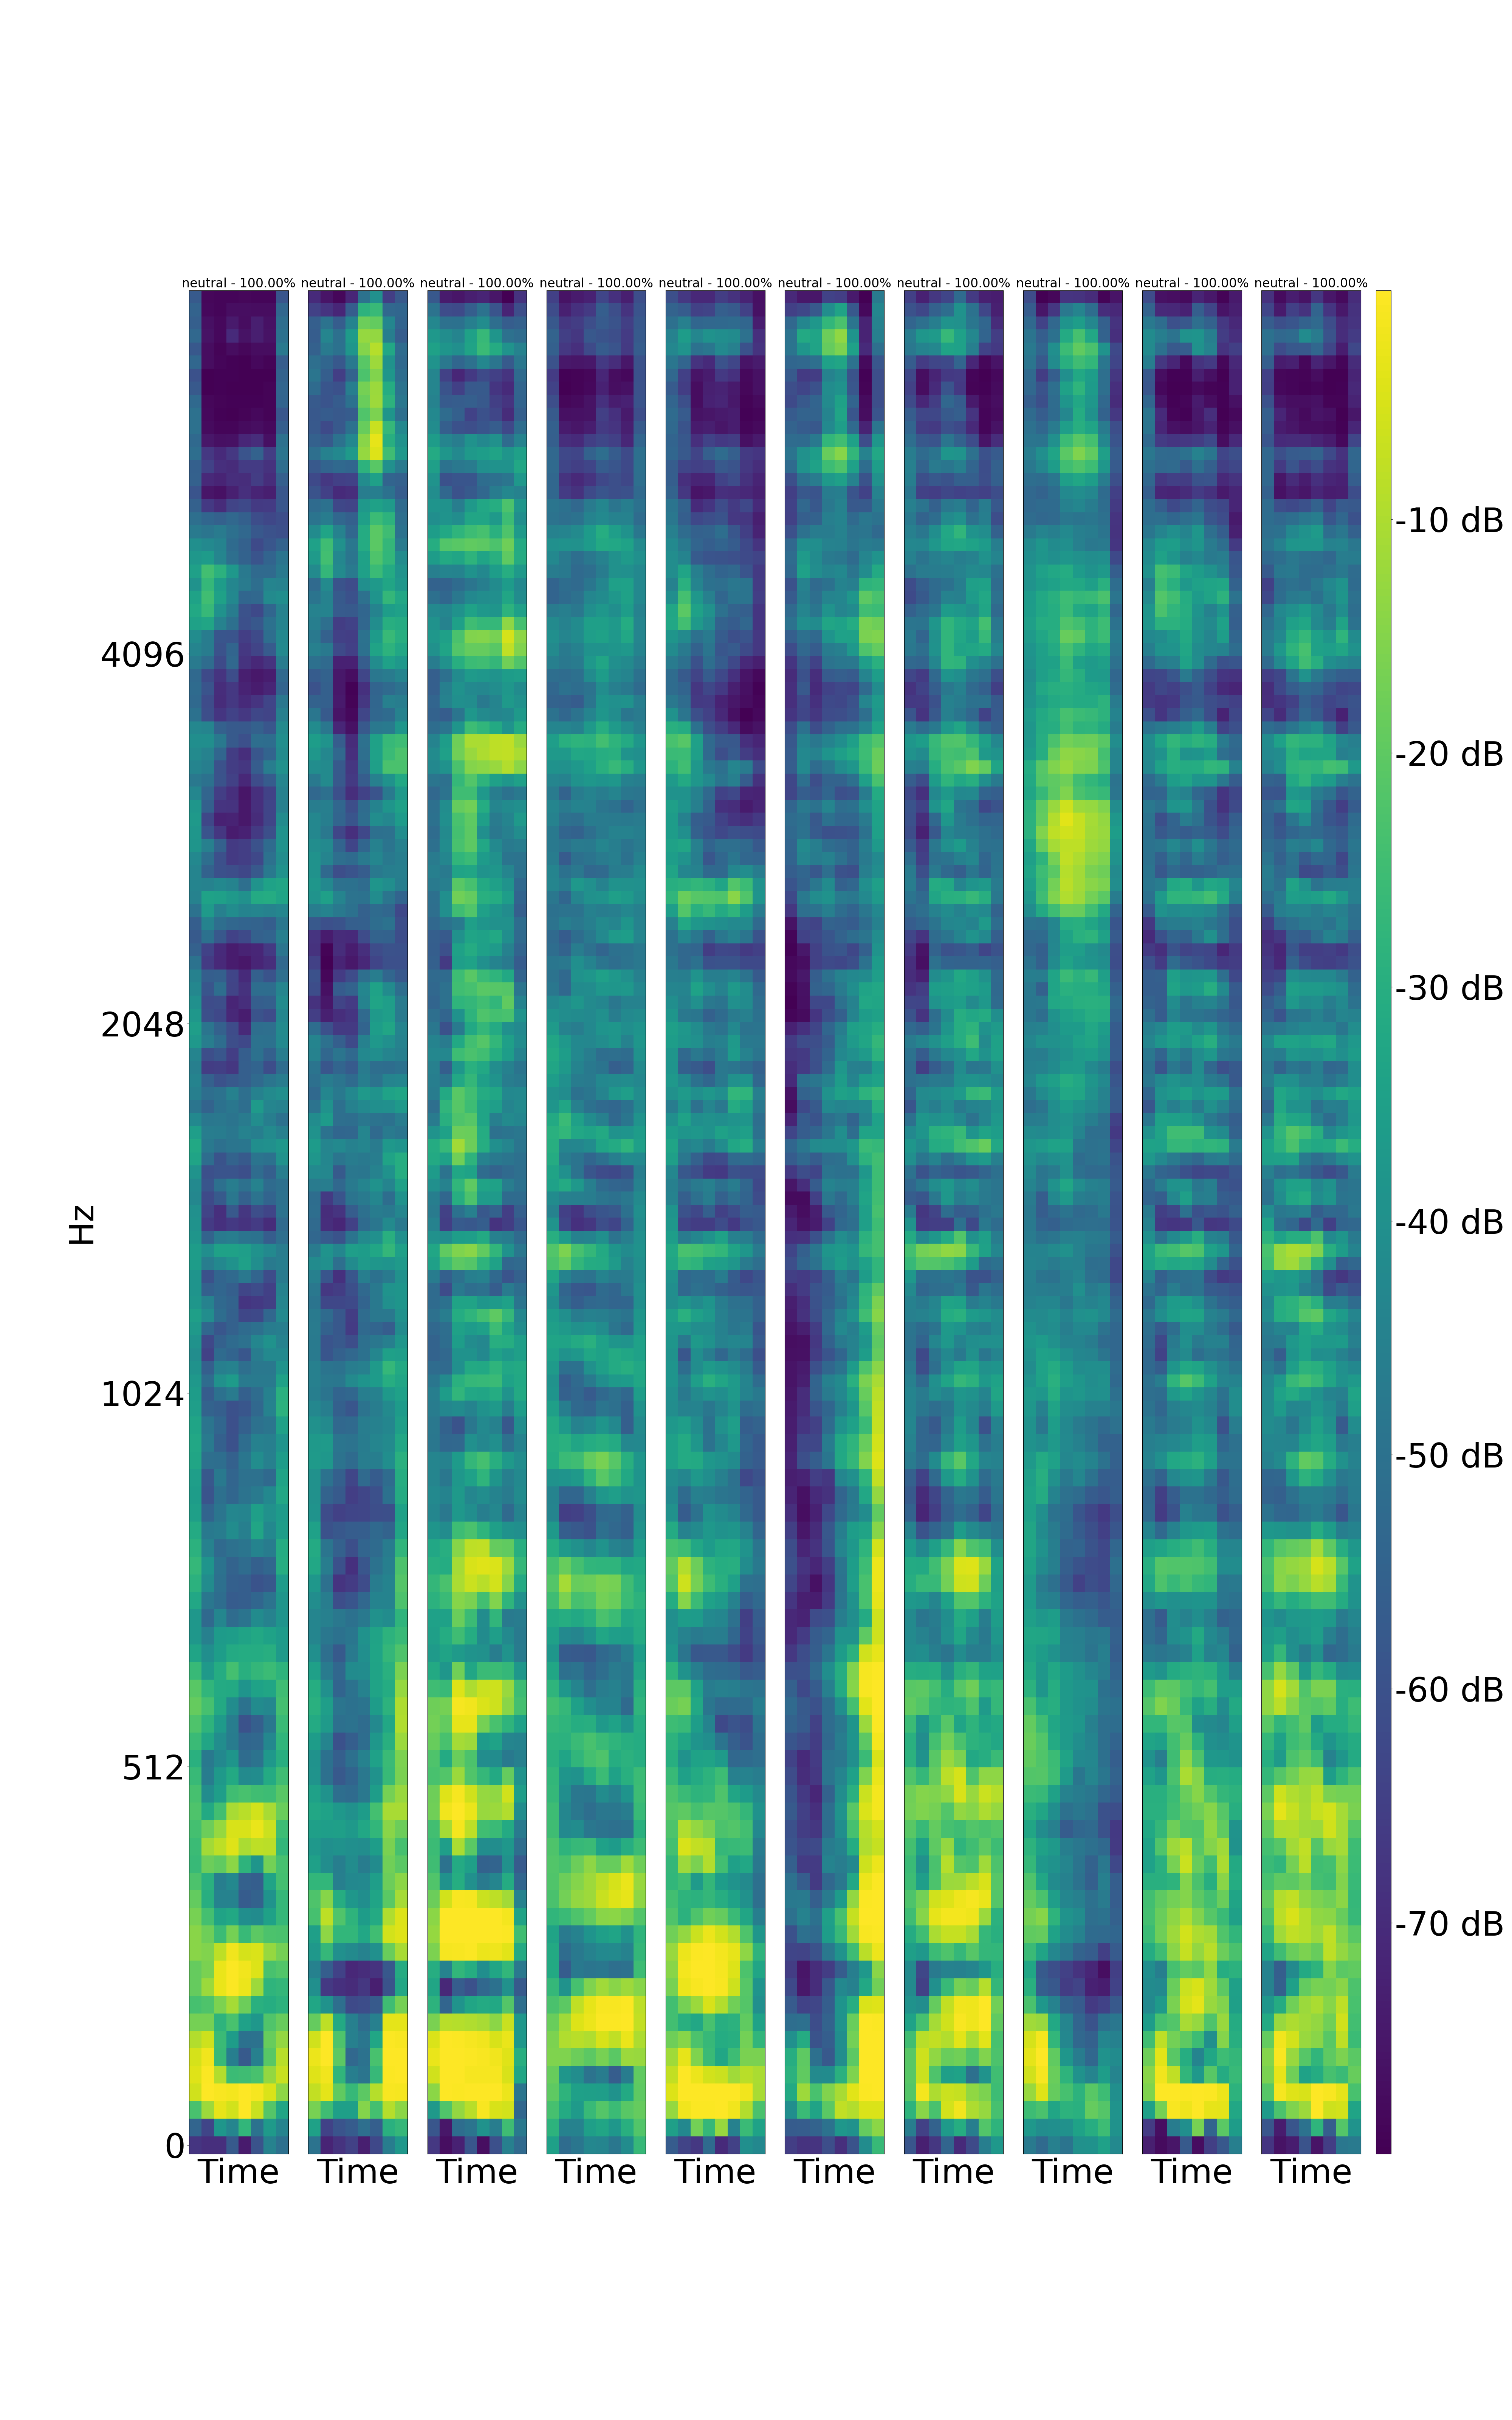 neutral - 100.00% neutral - 100.00% neutral - 100.00% neutral - 100.00% neutral - 100.00% neutral - 100.00% neutral - 100.00% neutral - 100.00% neutral - 100.00% neutral - 100.00%
-10 dB
4096
-20 dB
-30 dB
2048
-40 dB
Hz
1024
-50 dB
-60 dB
512
-70 dB
0
Time Time Time Time Time Time Time Time Time Time